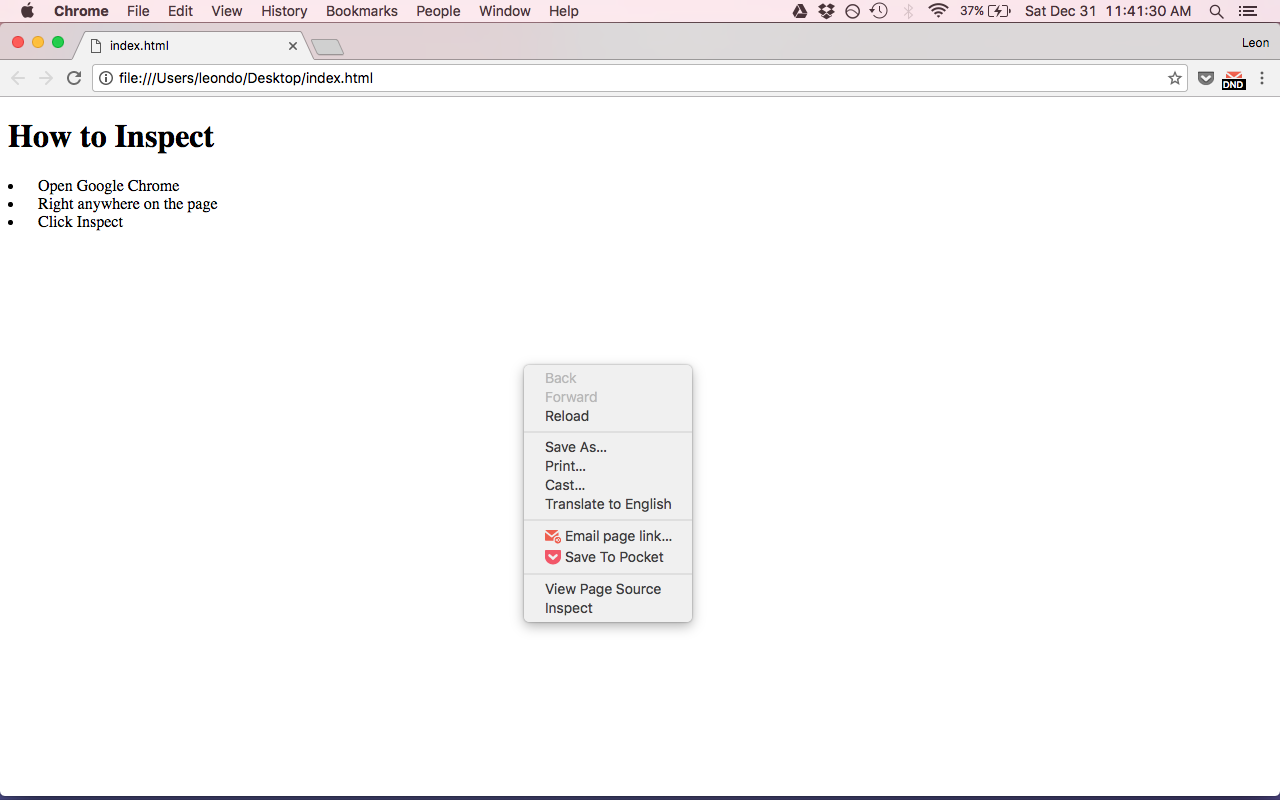 Chrome File Edit View History Bookmarks People Window Help 37% Sat Dec 31 11:41:30 AM
index.html Leon
file:///Users/leondo/Desktop/index.html DND
How to Inspect
• Open Google Chrome
• Right anywhere on the page
• Click Inspect
Back
Forward
Reload
Save As...
Print...
Cast...
Translate to English
Email page link...
Save To Pocket
View Page Source
Inspect